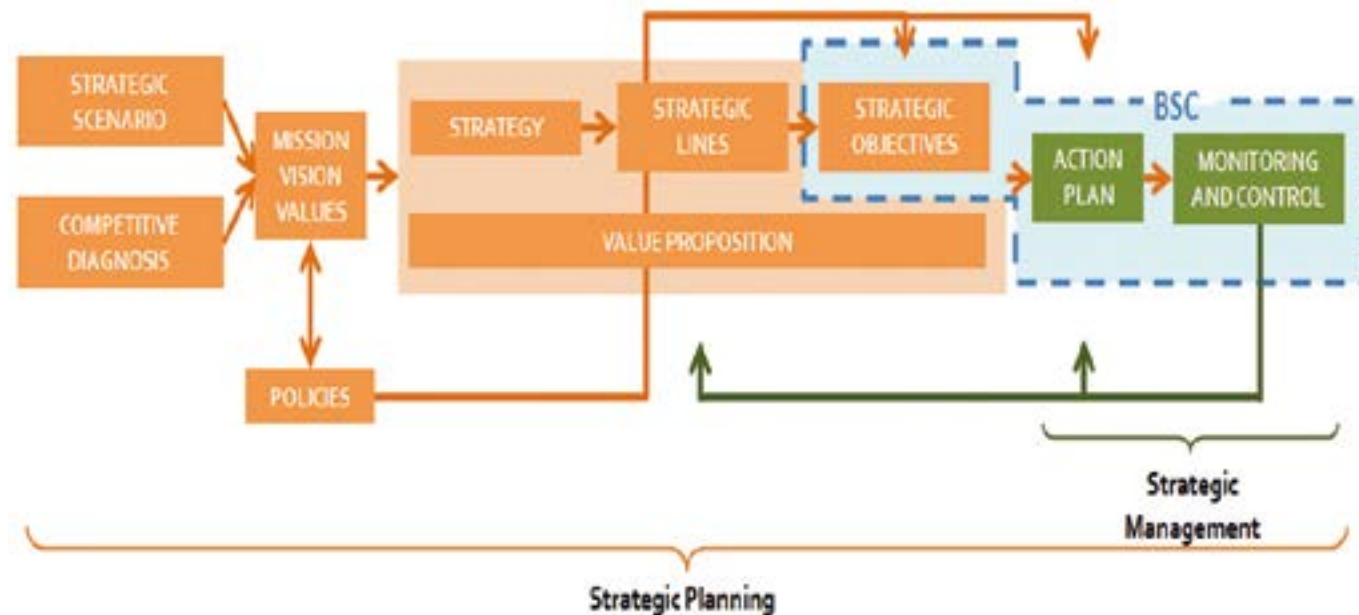 STRATEGIC
SCENARIO
COMPETITIVE
DIAGNOSIS
MISSION
VISION
VALUES
POLICIES
STRATEGY
STRATEGIC
LINES
STRATEGIC
OBJECTIVES
VALUE PROPOSITION
BSC
ACTION
PLAN
MONITORING
AND CONTROL
Strategic
Management
Strategic Planning